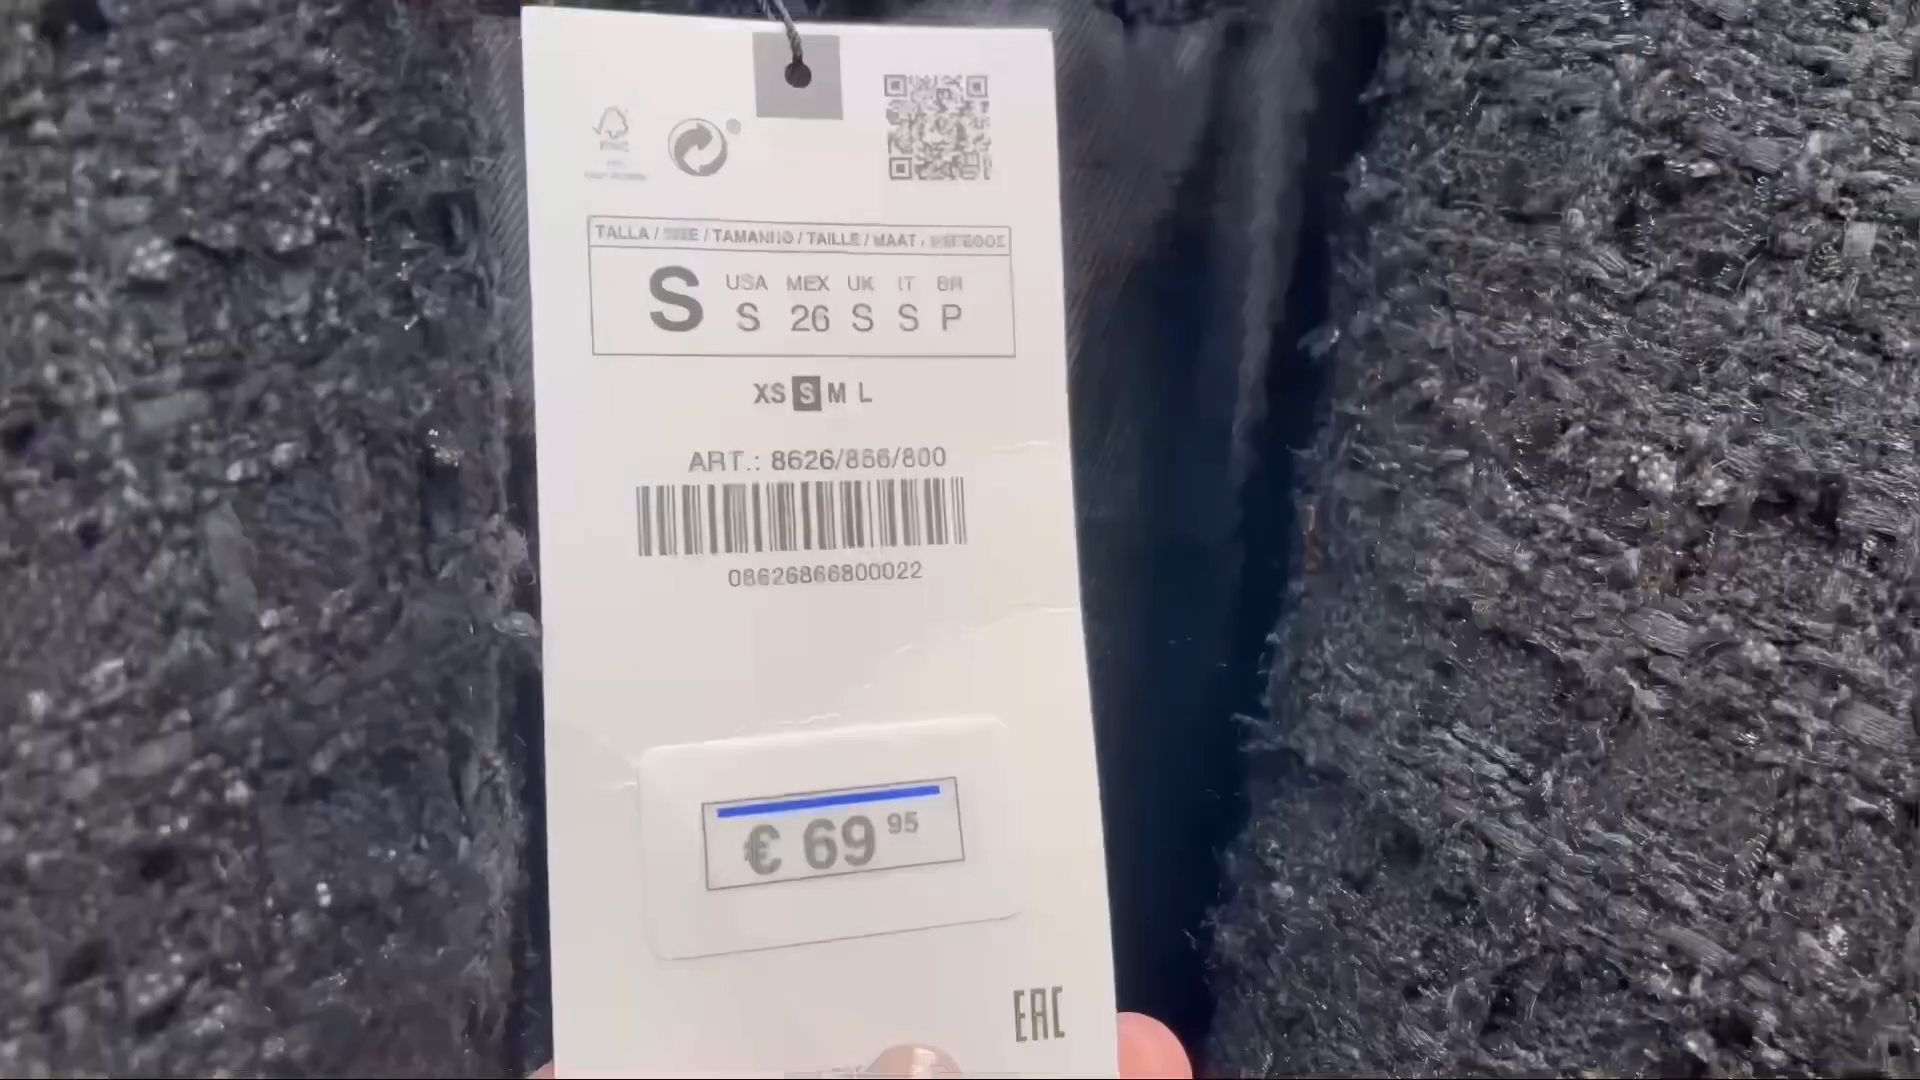 TALLA / SIZE / TAMANHO / TAILLE / MAAT /
S
USA MEX UK IT BR
S 26 S S P
XS S M L
ART.: 8626/866/800
08626866800022
€ 69 95
EAC